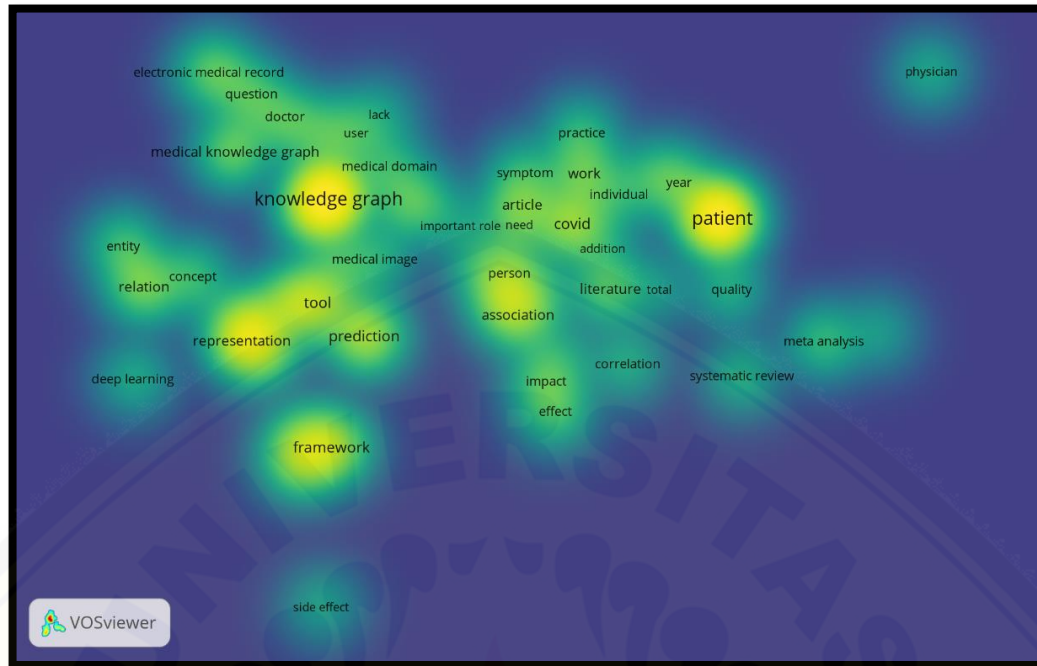 electronic medical record
physician
question
doctor
lack
user
practice
medical knowledge graph
medical domain
symptom
work
year
individual
knowledge graph
article
patient
important role
need
covid
entity
addition
medical image
concept
person
relation
literature
total
quality
tool
association
representation
prediction
meta analysis
deep learning
correlation
systematic review
impact
effect
framework
UNIVERSITAS
side effect
VOSviewer